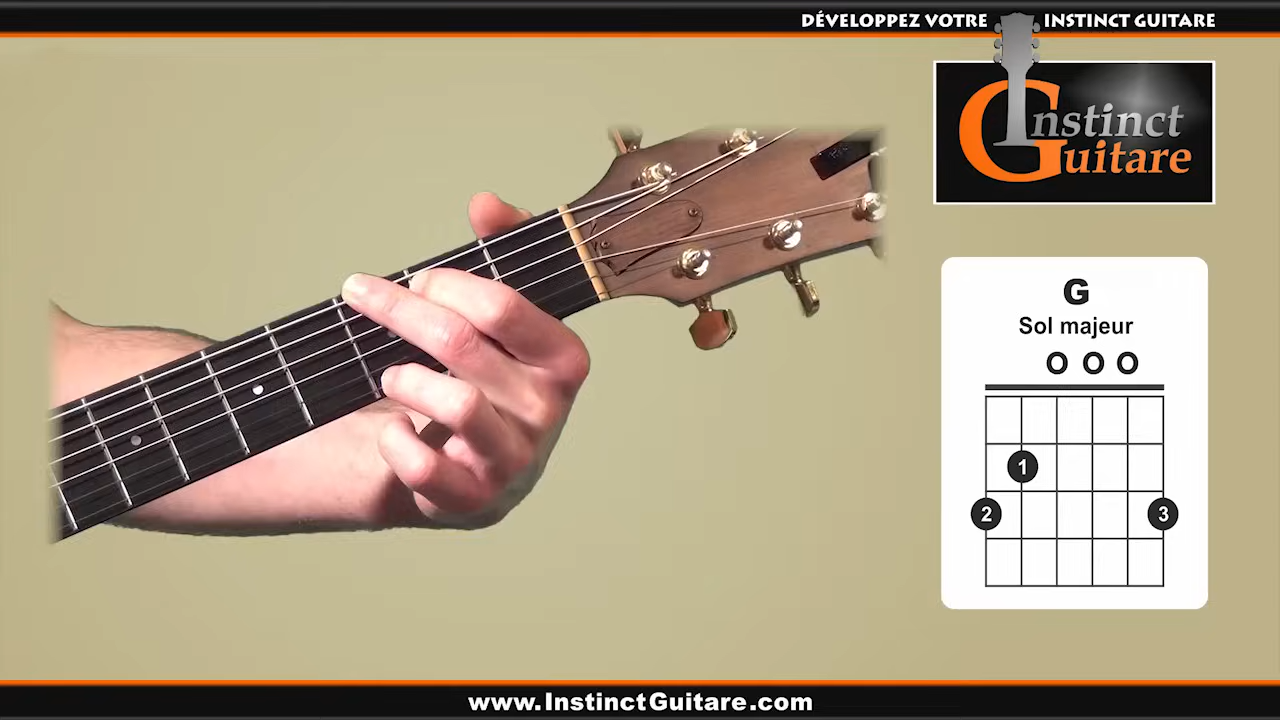 DÉVELOPPEZ VOTRE INSTINCT GUITARE
Instinct
Guitare
G
Sol majeur
O O O
1
2 3
www.InstinctGuitare.com